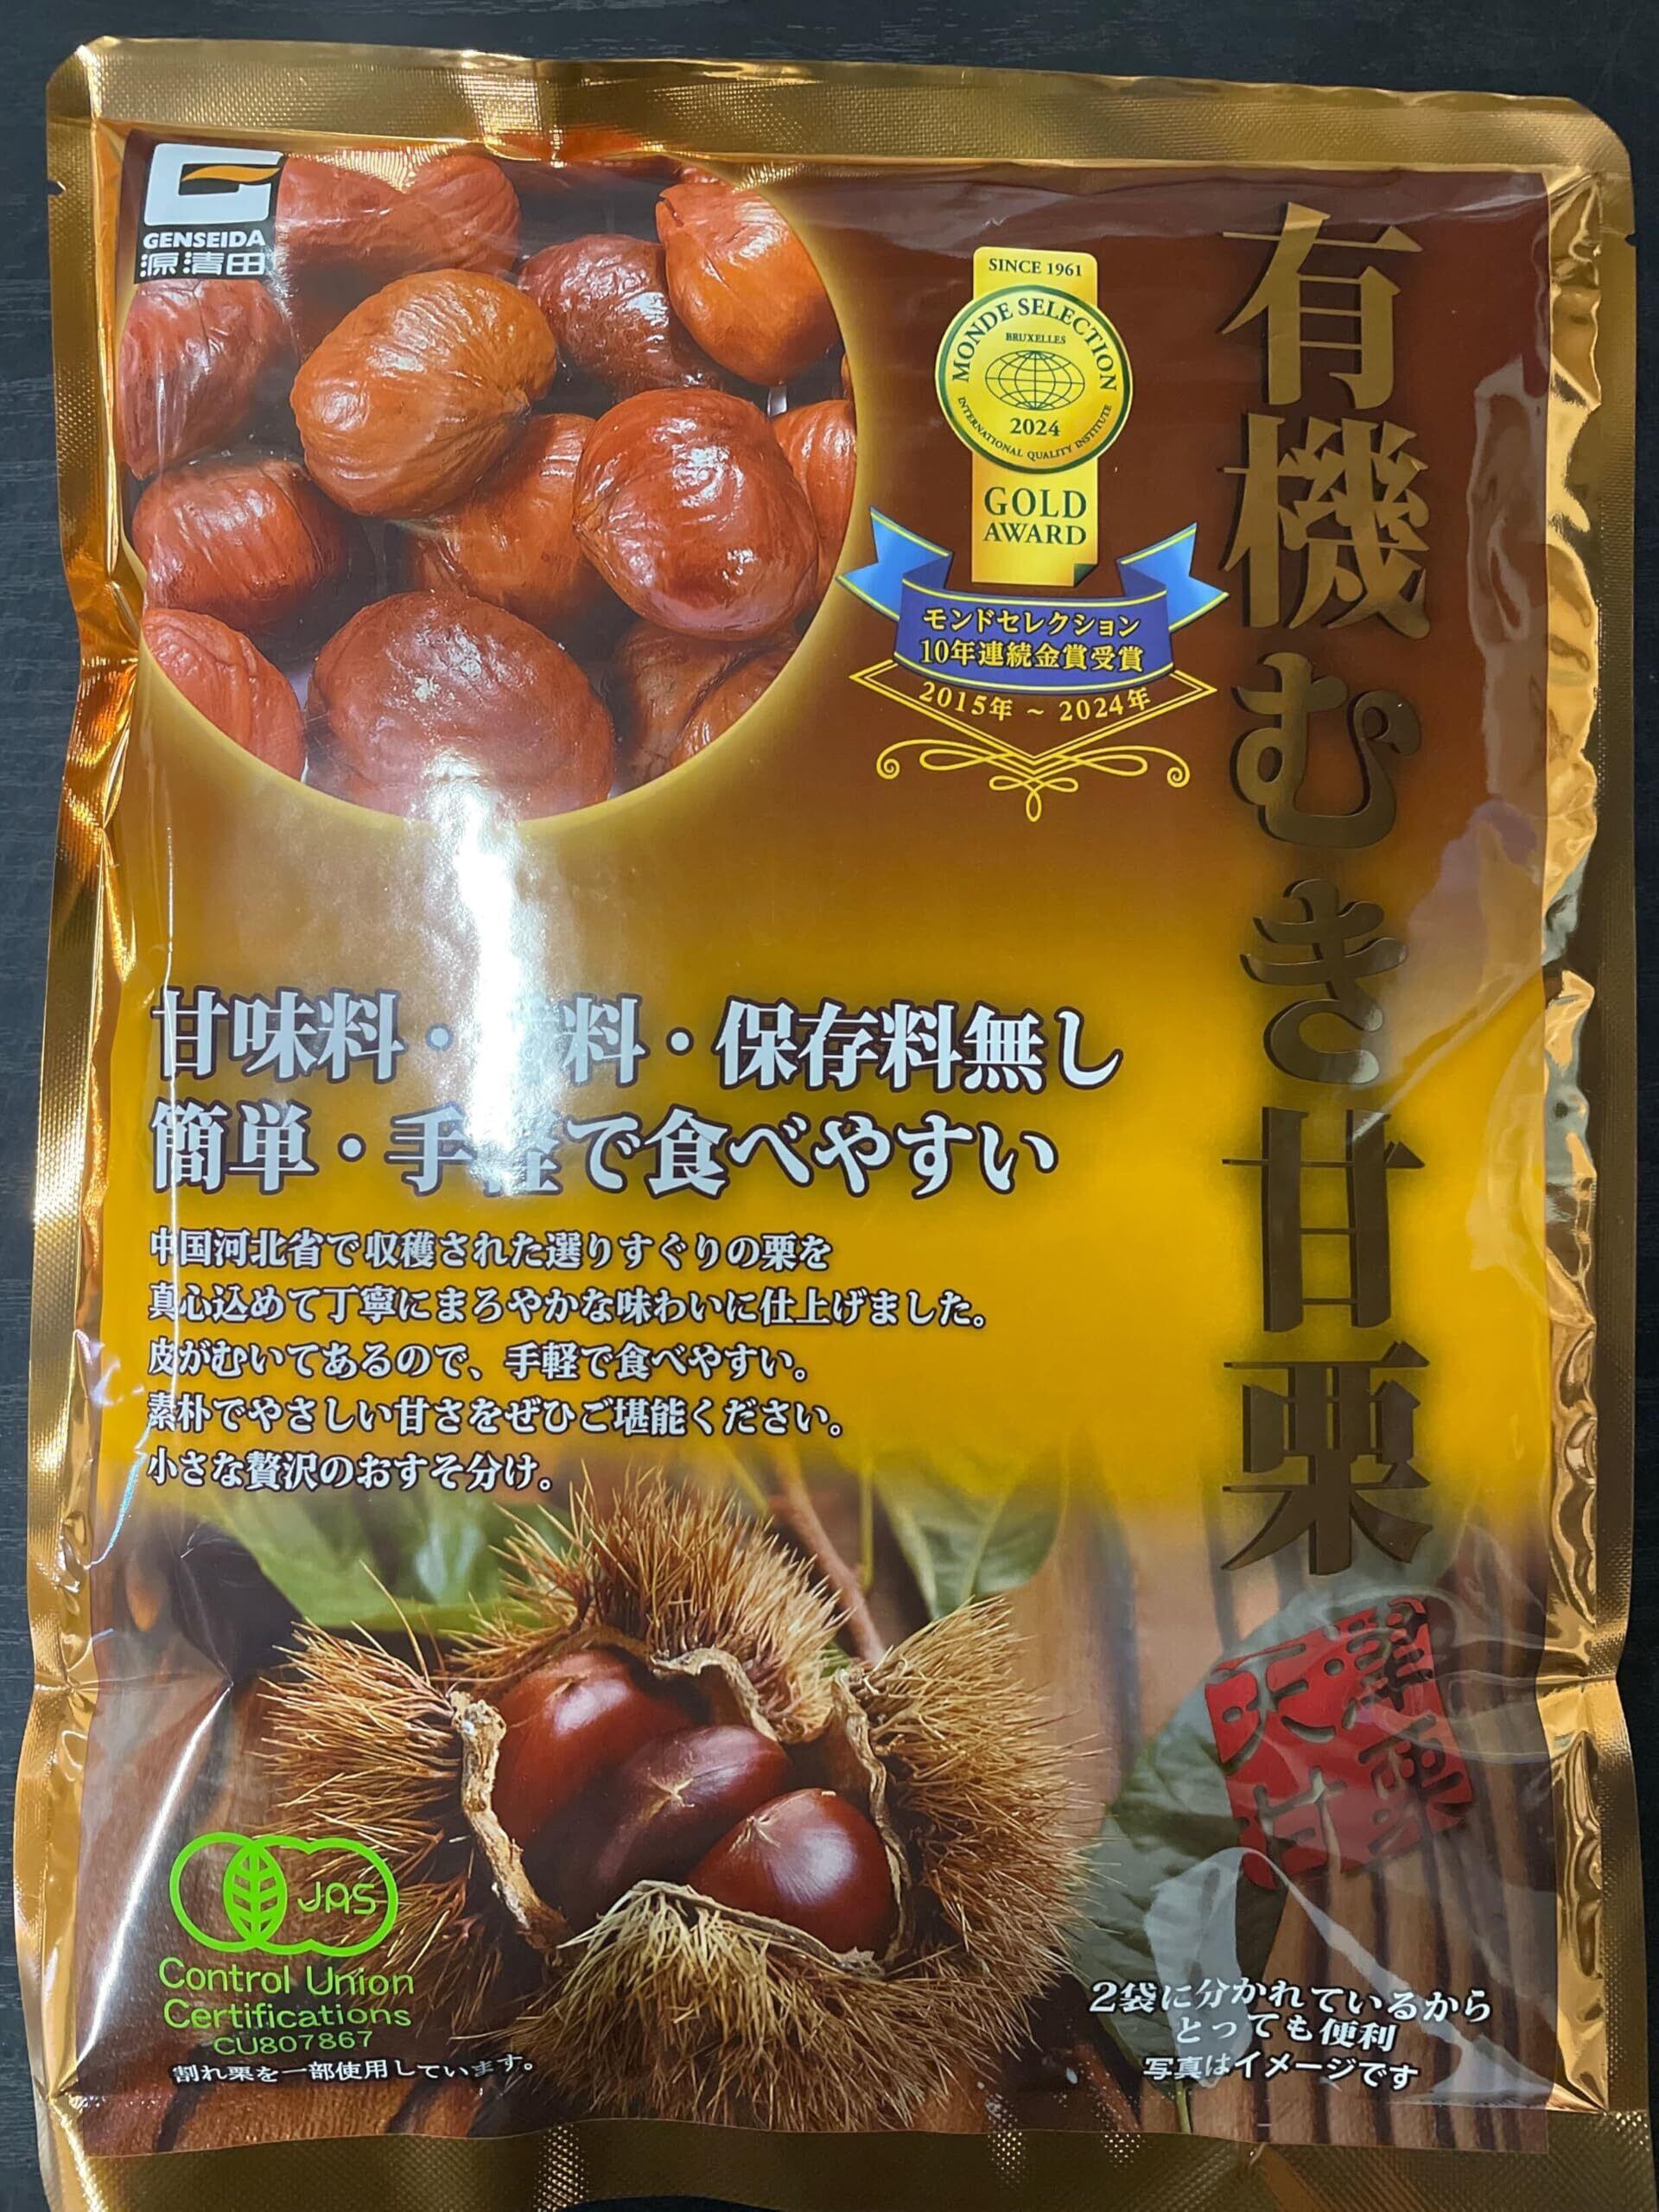 GENSEIDA
源清田
SINCE 1961
MONDE SELECTION
BRUXELLES
2024
INTERNATIONAL QUALITY INSTITUTE
GOLD
AWARD
モンドセレクション
10年連続金賞受賞
2015年 ~ 2024年
有機むき甘栗
甘味料・料・保存料無し
簡単・手軽で食べやすい
中国河北省で収穫された選りすぐりの栗を
真心込めて丁寧にまろやかな味わいに仕上げました。
皮がむいてあるので、手軽で食べやすい。
素朴でやさしい甘さをぜひご堪能ください。
小さな贅沢のおすそ分け。
天津
甘栗
JAS
Control Union
Certifications
CU807867
割れ栗を一部使用しています。
2袋に分かれているから
とっても便利
写真はイメージです